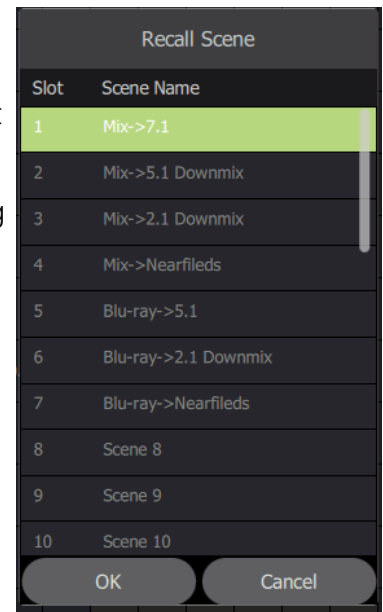 Recall Scene
Slot Scene Name
1 Mix->7.1
2 Mix->5.1 Downmix
3 Mix->2.1 Downmix
4 Mix->Nearfileds
5 Blu-ray->5.1
6 Blu-ray->2.1 Downmix
7 Blu-ray->Nearfileds
8 Scene 8
9 Scene 9
10 Scene 10
OK Cancel